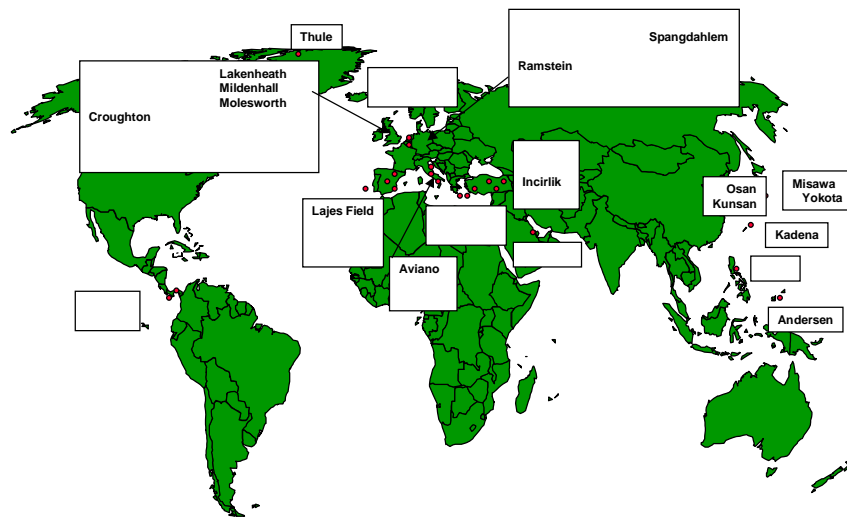 Thule
Spangdahlem
Ramstein
Lakenheath
Mildenhall
Molesworth
Croughton
Incirlik
Osan
Kunsan
Misawa
Yokota
Lajes Field
Kadena
Aviano
Andersen